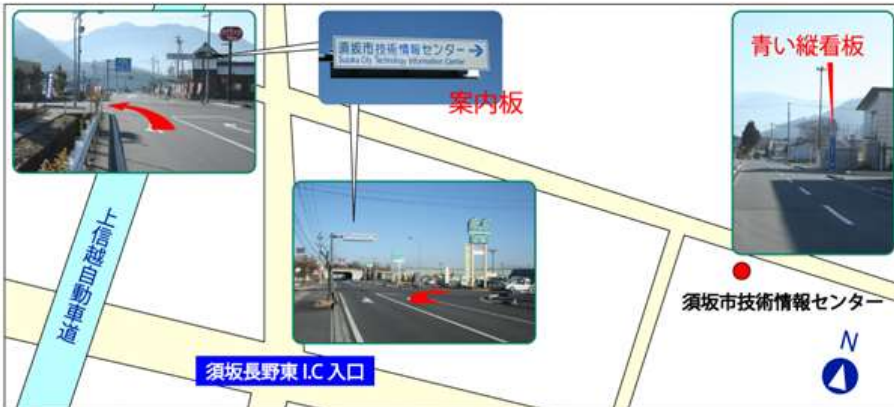 須坂市技術情報センター→
Suzaka City Technology Information Center
案内板
青い縦看板
上信越自動車道
須坂市技術情報センター
須坂長野東 I.C 入口
N